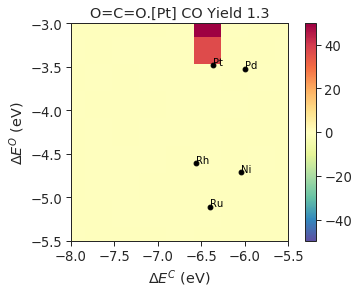 O=C=O.[Pt] CO Yield 1.3
−3.0
−3.5
−4.0
−4.5
−5.0
−5.5
ΔE^O (eV)
Pt
Pd
Rh
Ni
Ru
−8.0 −7.5 −7.0 −6.5 −6.0 −5.5
ΔE^C (eV)
40
20
0
−20
−40